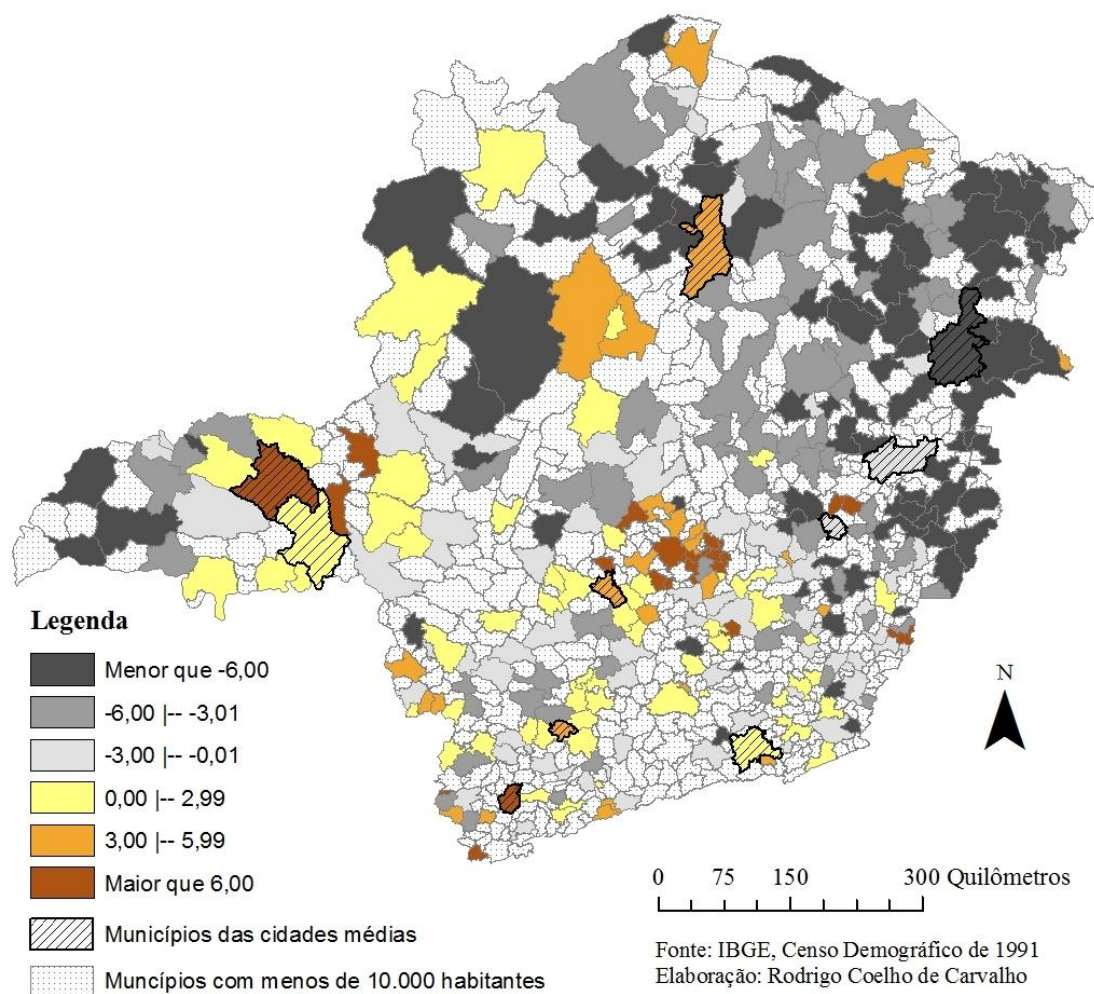 Legenda
Menor que -6,00
-6,00 |-- -3,01
-3,00 |-- -0,01
0,00 |-- 2,99
3,00 |-- 5,99
Maior que 6,00
Municípios das cidades médias
Muncípios com menos de 10.000 habitantes
N
0 75 150 300 Quilômetros
Fonte: IBGE, Censo Demográfico de 1991
Elaboração: Rodrigo Coelho de Carvalho